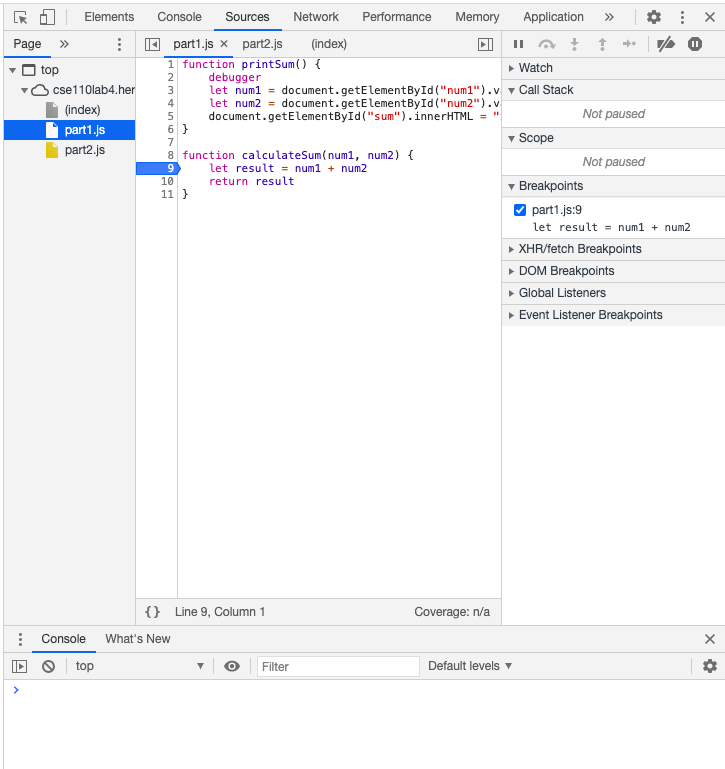 Elements Console Sources Network Performance Memory Application »
Page » part1.js × part2.js (index)
top
cse110lab4.her
(index)
part1.js
part2.js
1 function printSum() {
2 debugger
3 let num1 = document.getElementById("num1").v
4 let num2 = document.getElementById("num2").v
5 document.getElementById("sum").innerHTML = "
6 }
7
8 function calculateSum(num1, num2) {
9 let result = num1 + num2
10 return result
11 }
{} Line 9, Column 1 Coverage: n/a
Watch
Call Stack
Not paused
Scope
Not paused
Breakpoints
part1.js:9
let result = num1 + num2
XHR/fetch Breakpoints
DOM Breakpoints
Global Listeners
Event Listener Breakpoints
Console What's New
top Filter Default levels